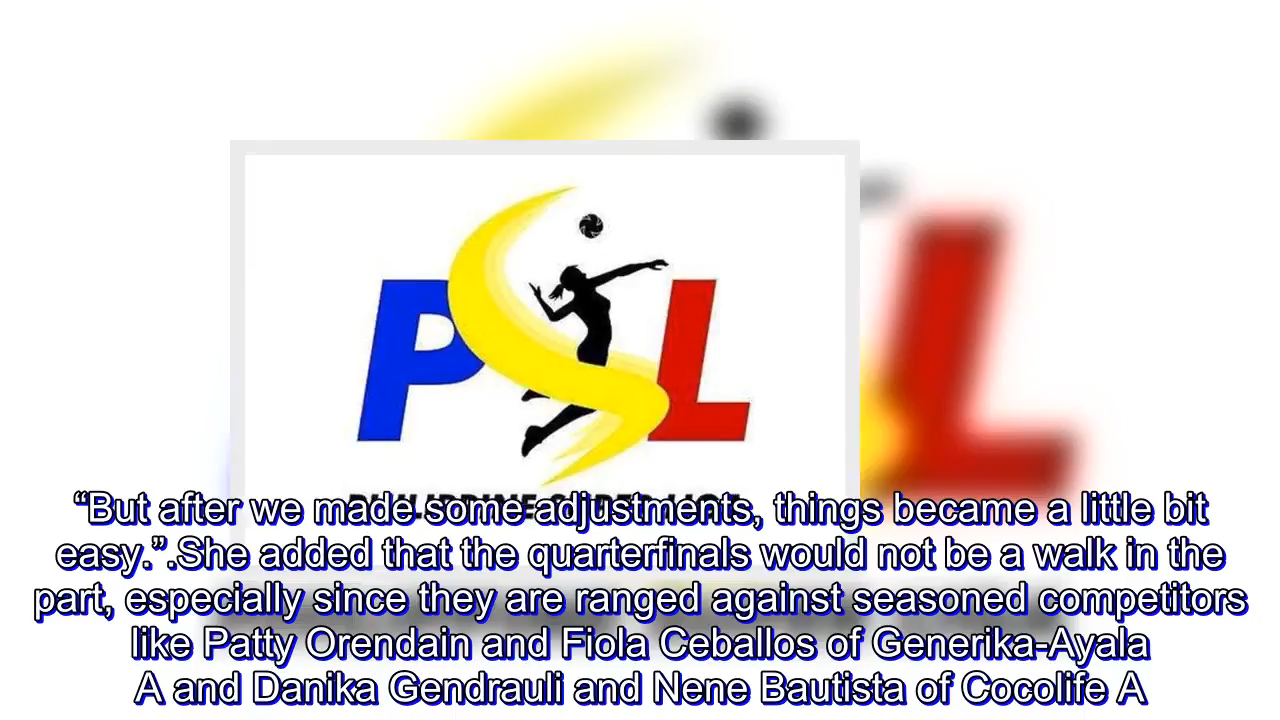 PSL
“But after we made some adjustments, things became a little bit
easy.”.She added that the quarterfinals would not be a walk in the
part, especially since they are ranged against seasoned competitors
like Patty Orendain and Fiola Ceballos of Generika-Ayala
A and Danika Gendrauli and Nene Bautista of Cocolife A